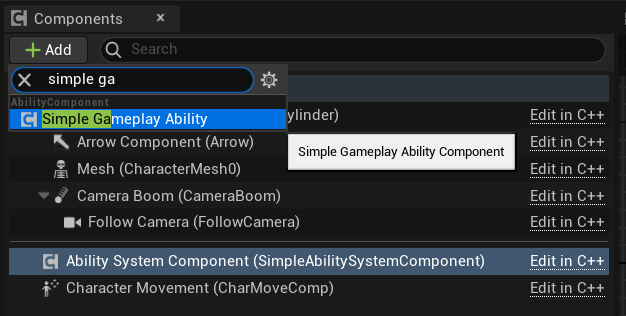 Components
Add
Search
simple ga
AbilityComponent
Simple Gameplay Ability
ylinder) Edit in C++
Arrow Component (Arrow) Edit in C++
Simple Gameplay Ability Component
Mesh (CharacterMesh0) Edit in C++
Camera Boom (CameraBoom) Edit in C++
Follow Camera (FollowCamera) Edit in C++
Ability System Component (SimpleAbilitySystemComponent) Edit in C++
Character Movement (CharMoveComp) Edit in C++